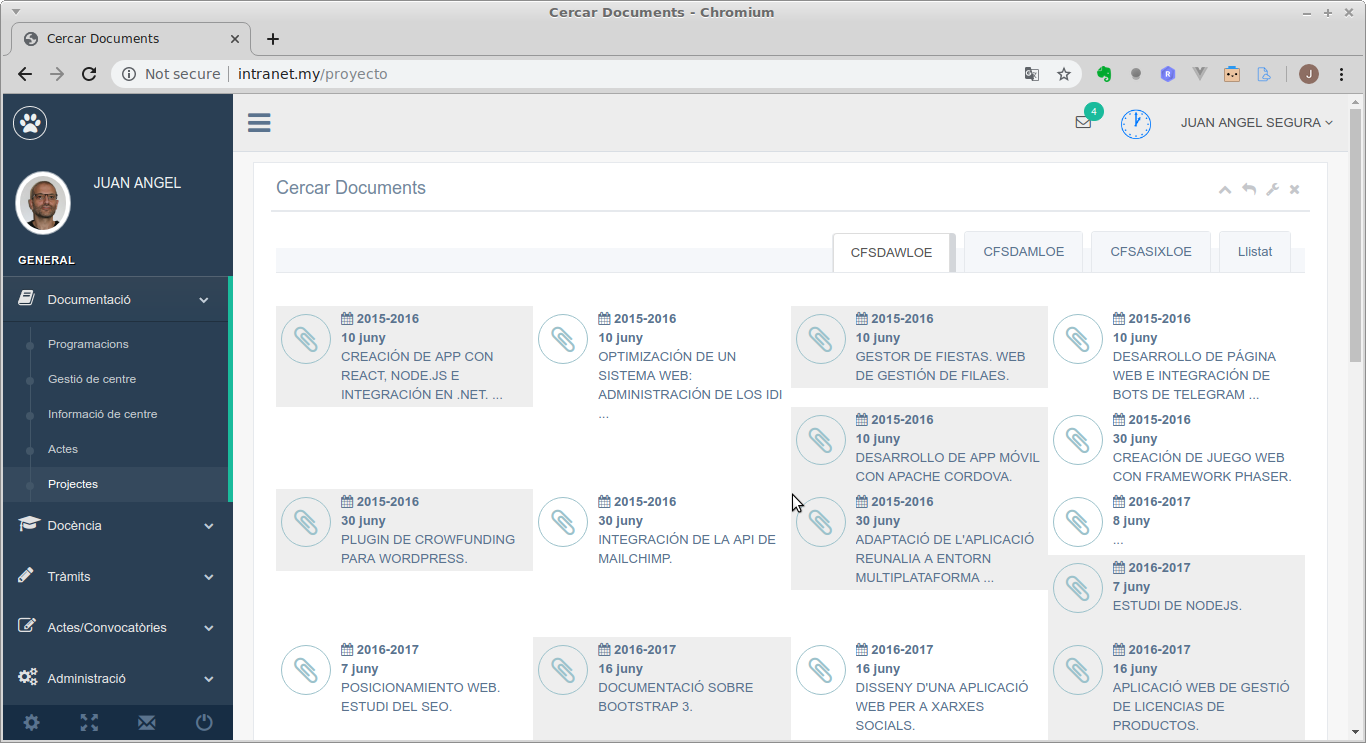 Cercar Documents - Chromium
Cercar Documents
Not secure
intranet.my/proyecto
R
J
JUAN ANGEL
GENERAL
Documentació
Programacions
Gestió de centre
Informació de centre
Actes
Projectes
Docència
Tràmits
Actes/Convocatòries
Administració
4
JUAN ANGEL SEGURA
Cercar Documents
CFSDAWLOE
CFSDAMLOE
CFSASIXLOE
Llistat
2015-2016
10 juny
CREACIÓN DE APP CON
REACT, NODE.JS E
INTEGRACIÓN EN .NET. ...
2015-2016
10 juny
OPTIMIZACIÓN DE UN
SISTEMA WEB:
ADMINISTRACIÓN DE LOS IDI
...
2015-2016
10 juny
GESTOR DE FIESTAS. WEB
DE GESTIÓN DE FILAES.
2015-2016
10 juny
DESARROLLO DE PÁGINA
WEB E INTEGRACIÓN DE
BOTS DE TELEGRAM ...
2015-2016
10 juny
DESARROLLO DE APP MÓVIL
CON APACHE CORDOVA.
2015-2016
30 juny
CREACIÓN DE JUEGO WEB
CON FRAMEWORK PHASER.
2015-2016
30 juny
PLUGIN DE CROWFUNDING
PARA WORDPRESS.
2015-2016
30 juny
INTEGRACIÓN DE LA API DE
MAILCHIMP.
2015-2016
30 juny
ADAPTACIÓ DE L'APLICACIÓ
REUNALIA A ENTORN
MULTIPLATAFORMA ...
2016-2017
8 juny
...
2016-2017
7 juny
ESTUDI DE NODEJS.
2016-2017
7 juny
POSICIONAMIENTO WEB.
ESTUDI DEL SEO.
2016-2017
16 juny
DOCUMENTACIÓ SOBRE
BOOTSTRAP 3.
2016-2017
16 juny
DISSENY D'UNA APLICACIÓ
WEB PER A XARXES
SOCIALS.
2016-2017
16 juny
APLICACIÓ WEB DE GESTIÓ
DE LICENCIAS DE
PRODUCTOS.